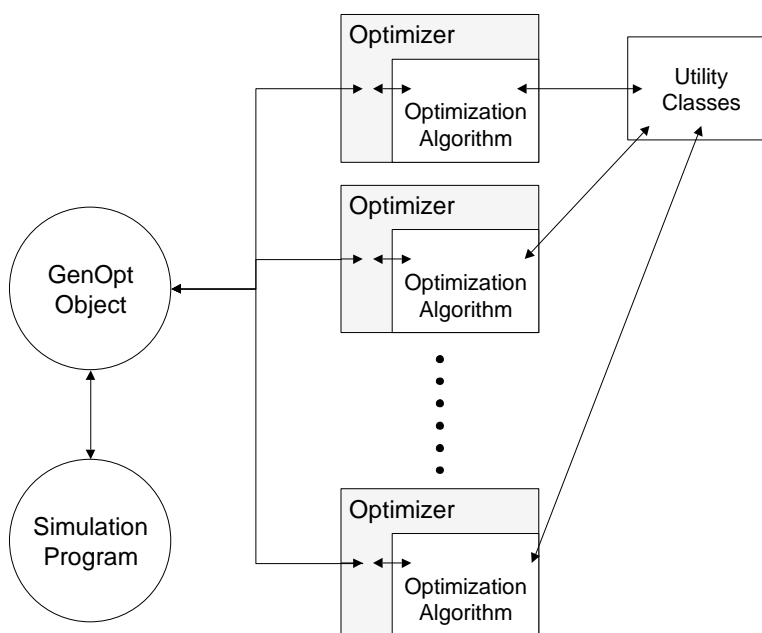 Optimizer
Optimization
Algorithm
Utility
Classes
Optimizer
Optimization
Algorithm
GenOpt
Object
Optimizer
Optimization
Algorithm
Simulation
Program